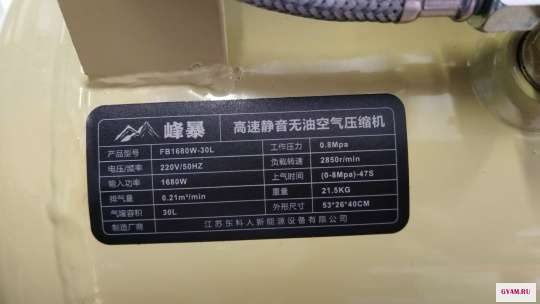 峰暴
高速静音无油空气压缩机
产品型号 FB1680W-30L 工作压力 0.8Mpa
电压/频率 220V/50HZ 负载转速 2850r/min
输入功率 1680W 上气时间 (0-8Mpa)-47S
排气量 0.21m³/min 重量 21.5KG
气罐容积 30L 外形尺寸 53*26*40CM
制造厂商 江苏东科人新能源设备有限公司
GYAM.RU